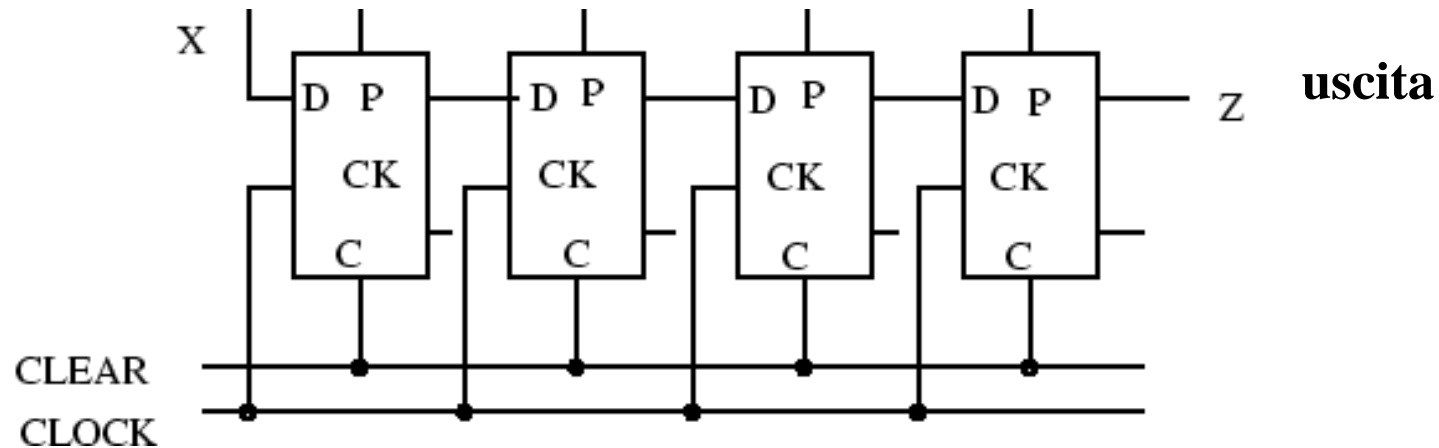 X
uscita
D P D P D P D P Z
CK CK CK CK
C C C C
CLEAR
CLOCK